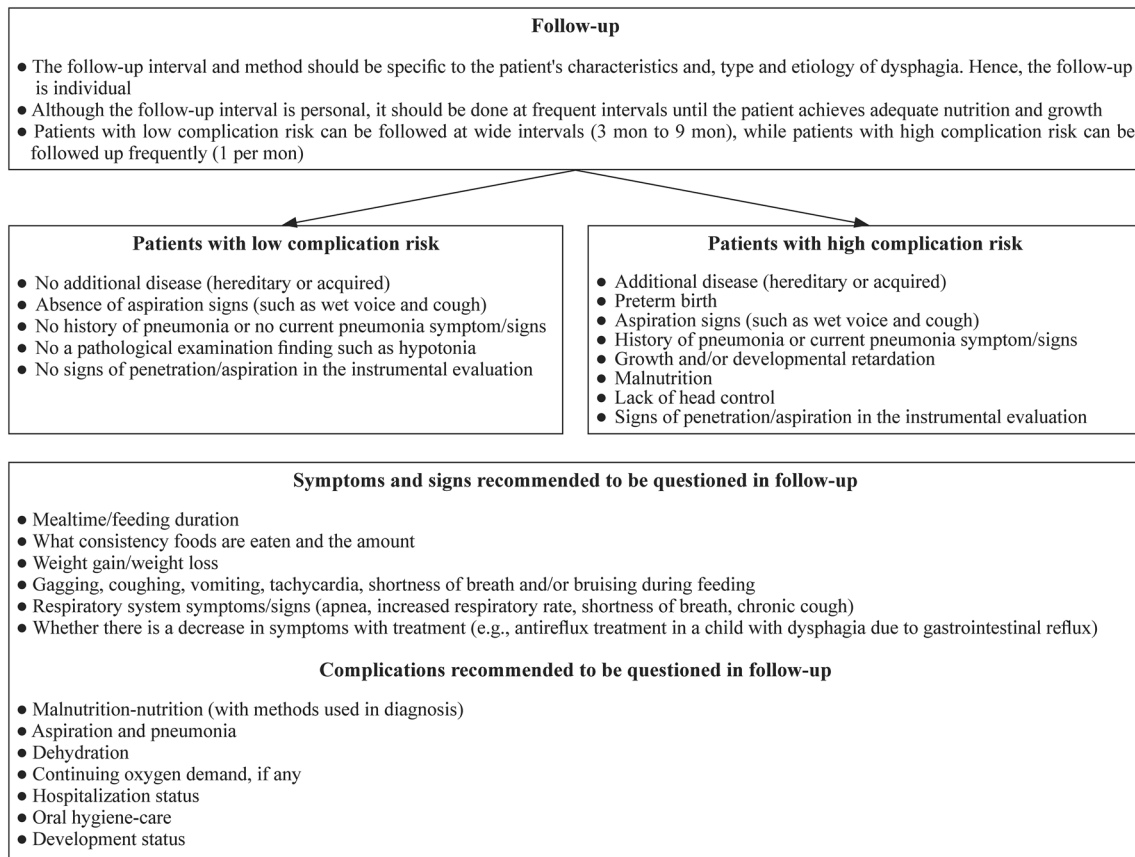 Follow-up
● The follow-up interval and method should be specific to the patient's characteristics and, type and etiology of dysphagia. Hence, the follow-up
is individual
● Although the follow-up interval is personal, it should be done at frequent intervals until the patient achieves adequate nutrition and growth
● Patients with low complication risk can be followed at wide intervals (3 mon to 9 mon), while patients with high complication risk can be
followed up frequently (1 per mon)
Patients with low complication risk
● No additional disease (hereditary or acquired)
● Absence of aspiration signs (such as wet voice and cough)
● No history of pneumonia or no current pneumonia symptom/signs
● No a pathological examination finding such as hypotonia
● No signs of penetration/aspiration in the instrumental evaluation
Patients with high complication risk
● Additional disease (hereditary or acquired)
● Preterm birth
● Aspiration signs (such as wet voice and cough)
● History of pneumonia or current pneumonia symptom/signs
● Growth and/or developmental retardation
● Malnutrition
● Lack of head control
● Signs of penetration/aspiration in the instrumental evaluation
Symptoms and signs recommended to be questioned in follow-up
● Mealtime/feeding duration
● What consistency foods are eaten and the amount
● Weight gain/weight loss
● Gagging, coughing, vomiting, tachycardia, shortness of breath and/or bruising during feeding
● Respiratory system symptoms/signs (apnea, increased respiratory rate, shortness of breath, chronic cough)
● Whether there is a decrease in symptoms with treatment (e.g., antireflux treatment in a child with dysphagia due to gastrointestinal reflux)
Complications recommended to be questioned in follow-up
● Malnutrition-nutrition (with methods used in diagnosis)
● Aspiration and pneumonia
● Dehydration
● Continuing oxygen demand, if any
● Hospitalization status
● Oral hygiene-care
● Development status